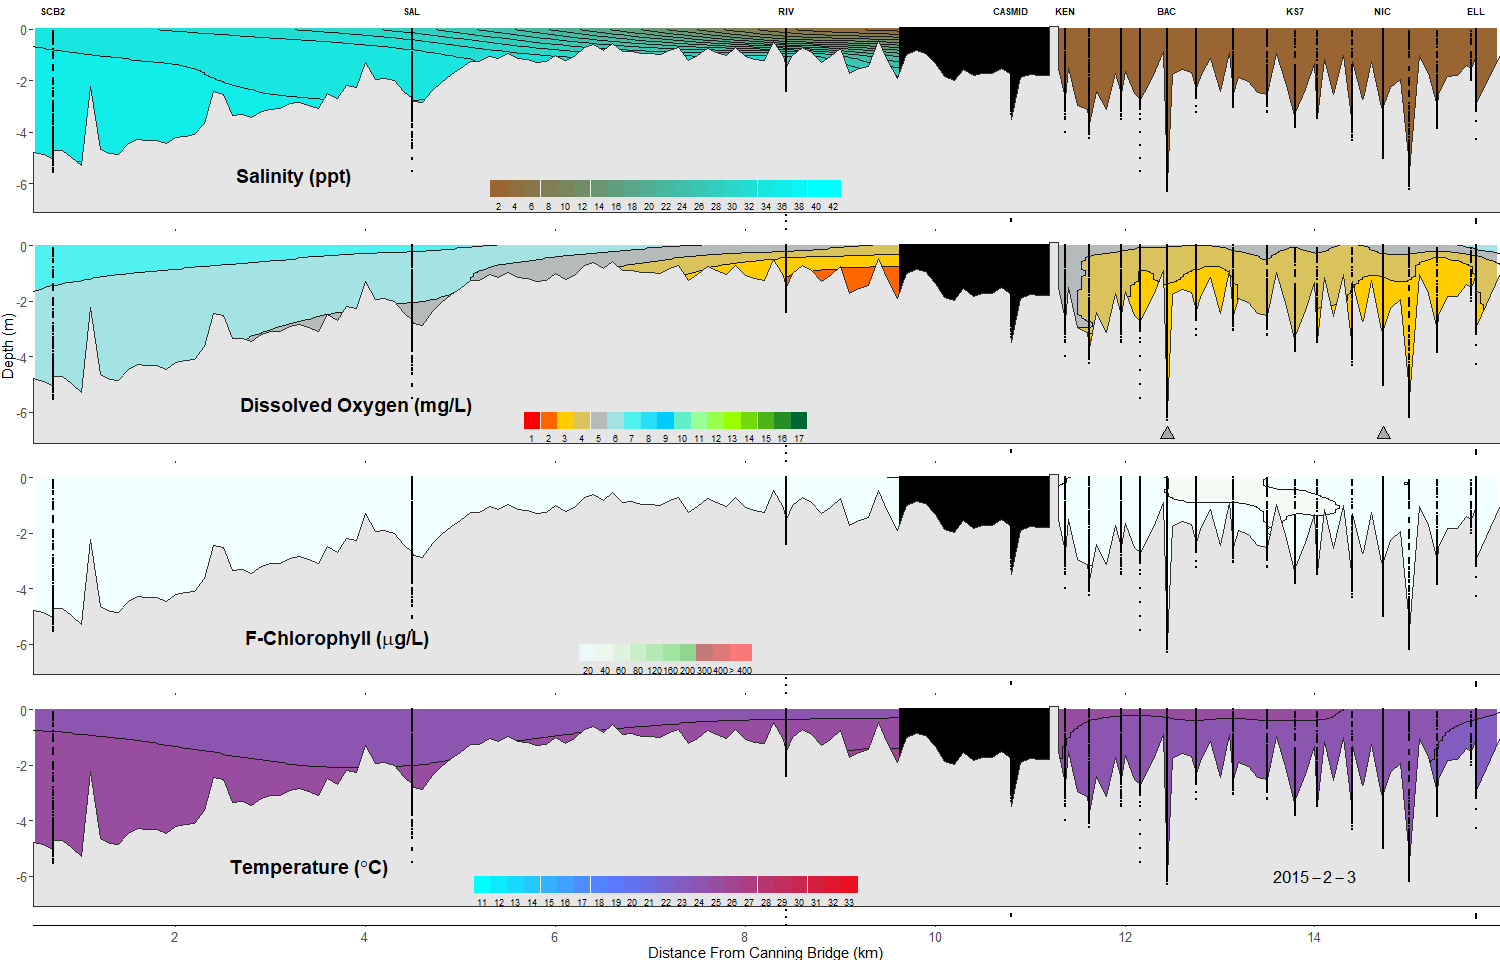 SCB2 SAL RIV CASMID KEN BAC KS7 NIC ELL
0
-2
-4
-6
Salinity (ppt)
2 4 6 8 10 12 14 16 18 20 22 24 26 28 30 32 34 36 38 40 42
0
-2
-4
-6
Depth (m)
Dissolved Oxygen (mg/L)
1 2 3 4 5 6 7 8 9 10 11 12 13 14 15 16 17
0
-2
-4
-6
F-Chlorophyll (µg/L)
20 40 60 80 120 160 200 300 400 > 400
0
-2
-4
-6
Temperature (°C)
2015 – 2 – 3
11 12 13 14 15 16 17 18 19 20 21 22 23 24 25 26 27 28 29 30 31 32 33
2 4 6 8 10 12 14
Distance From Canning Bridge (km)